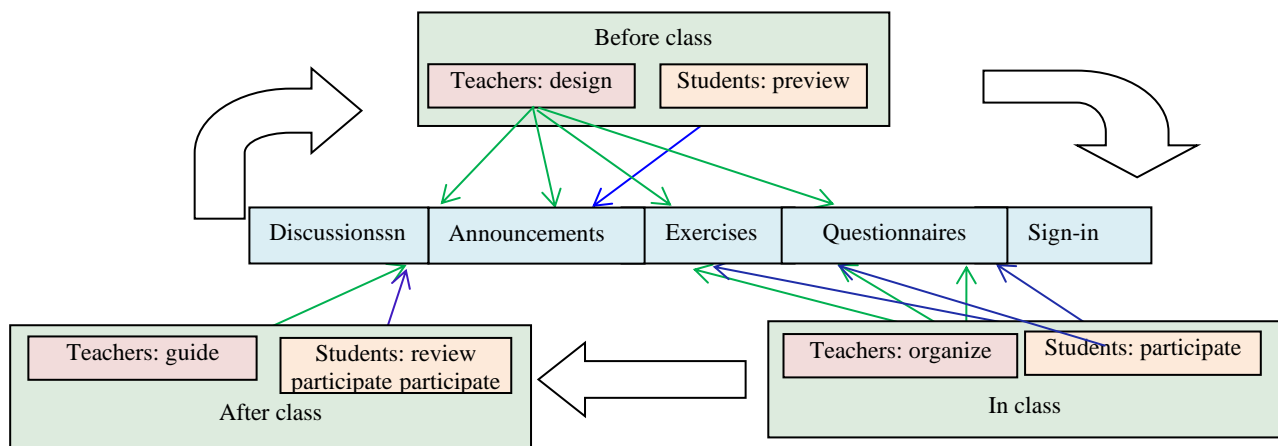 Before class
Teachers: design
Students: preview
Discussionssn
Announcements
Exercises
Questionnaires
Sign-in
Teachers: guide
Students: review
participate participate
After class
Teachers: organize
Students: participate
In class